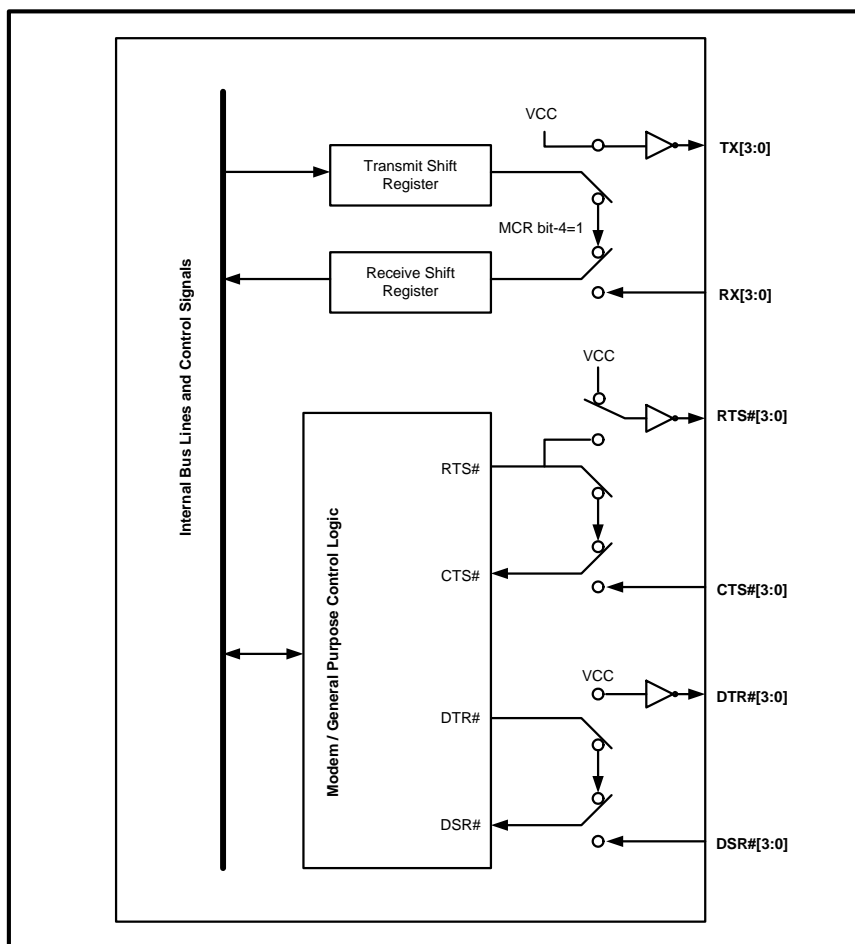 VCC
TX[3:0]
Transmit Shift
Register
MCR bit-4=1
Receive Shift
Register
RX[3:0]
Internal Bus Lines and Control Signals
VCC
RTS#[3:0]
RTS#
Modem / General Purpose Control Logic
CTS#
CTS#[3:0]
VCC
DTR#[3:0]
DTR#
DSR#
DSR#[3:0]